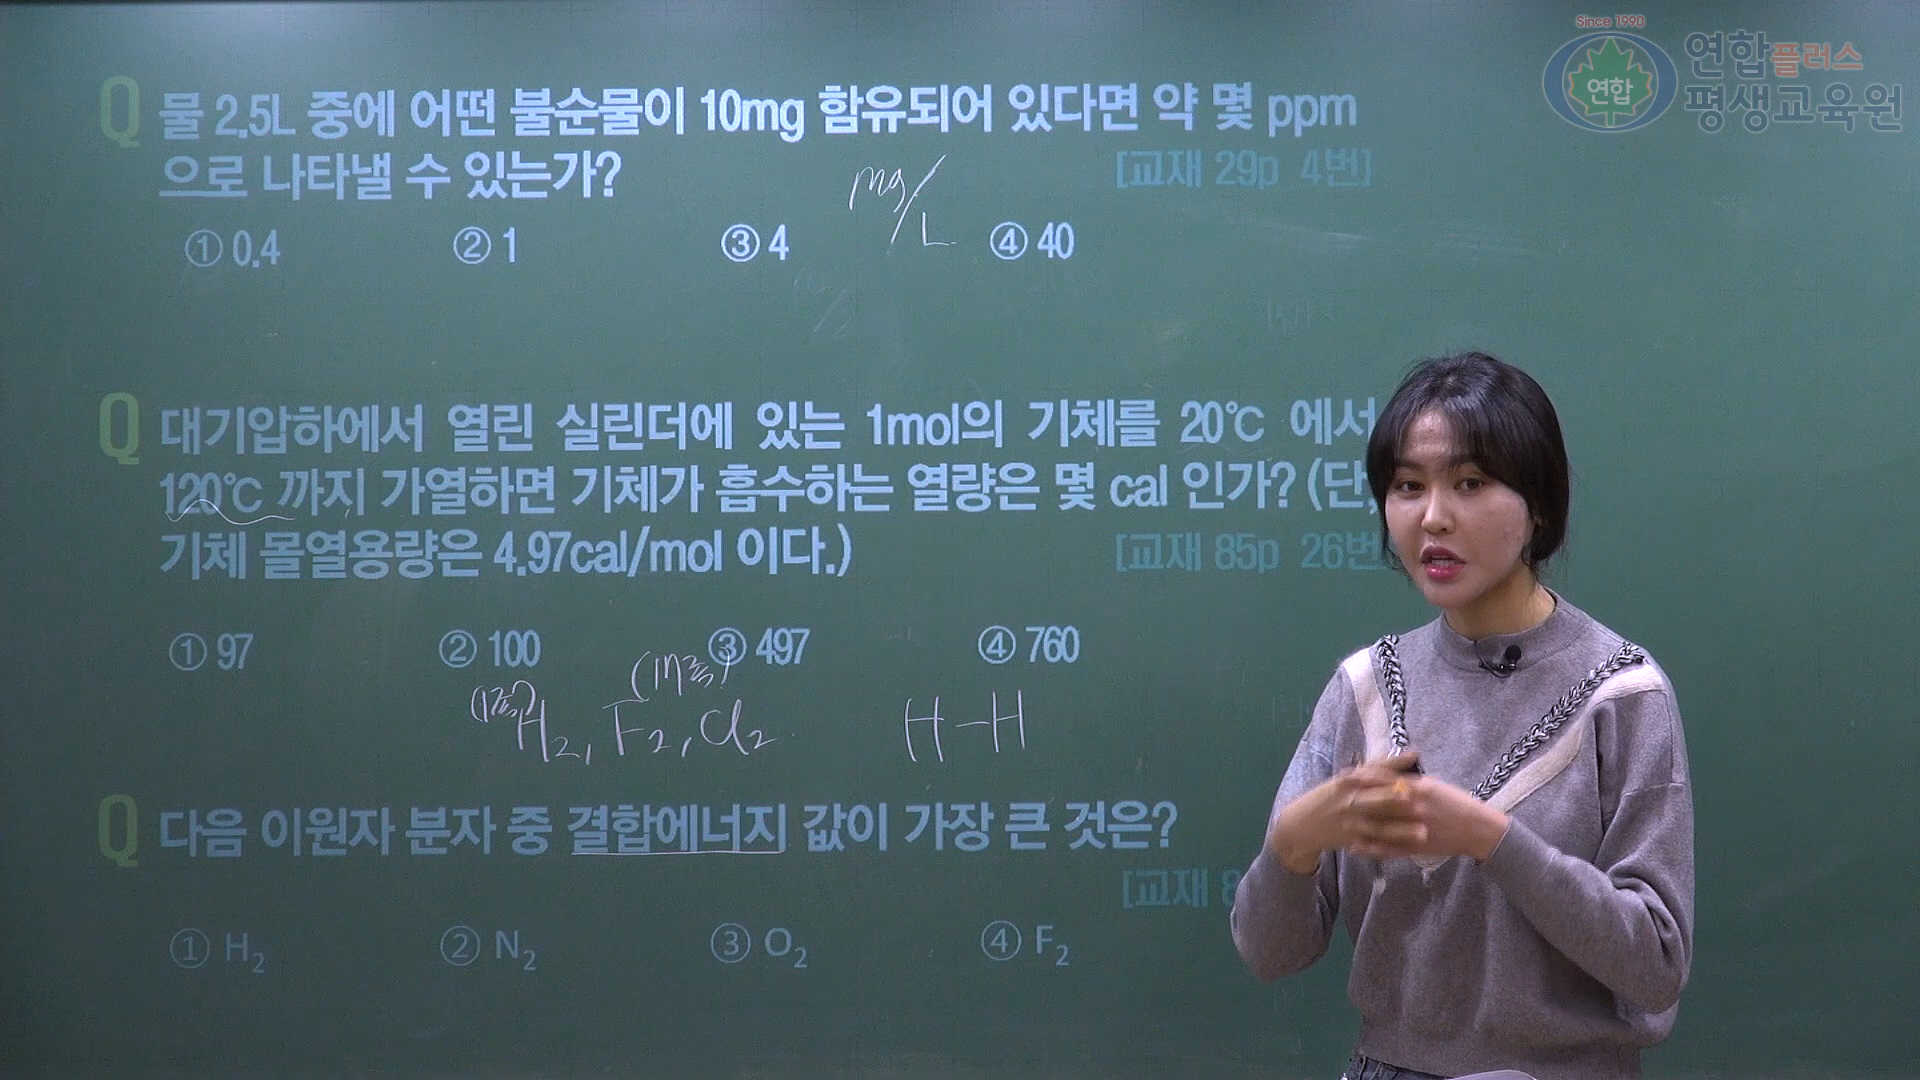 Since 1990
연합
연합플러스
평생교육원
Q 물 2.5L 중에 어떤 불순물이 10mg 함유되어 있다면 약 몇 ppm
으로 나타낼 수 있는가?
[교재 29p 4번]
mg/L
① 0.4 ② 1 ③ 4 ④ 40
Q 대기압하에서 열린 실린더에 있는 1mol의 기체를 20℃ 에서
120℃ 까지 가열하면 기체가 흡수하는 열량은 몇 cal 인가? (단,
기체 몰열용량은 4.97cal/mol 이다.)
[교재 85p 26번
① 97 ② 100 ③ 497 ④ 760
(1족) (17족)
H₂, F₂, Cl₂ H-H
Q 다음 이원자 분자 중 결합에너지 값이 가장 큰 것은?
[교재 8
① H₂ ② N₂ ③ O₂ ④ F₂